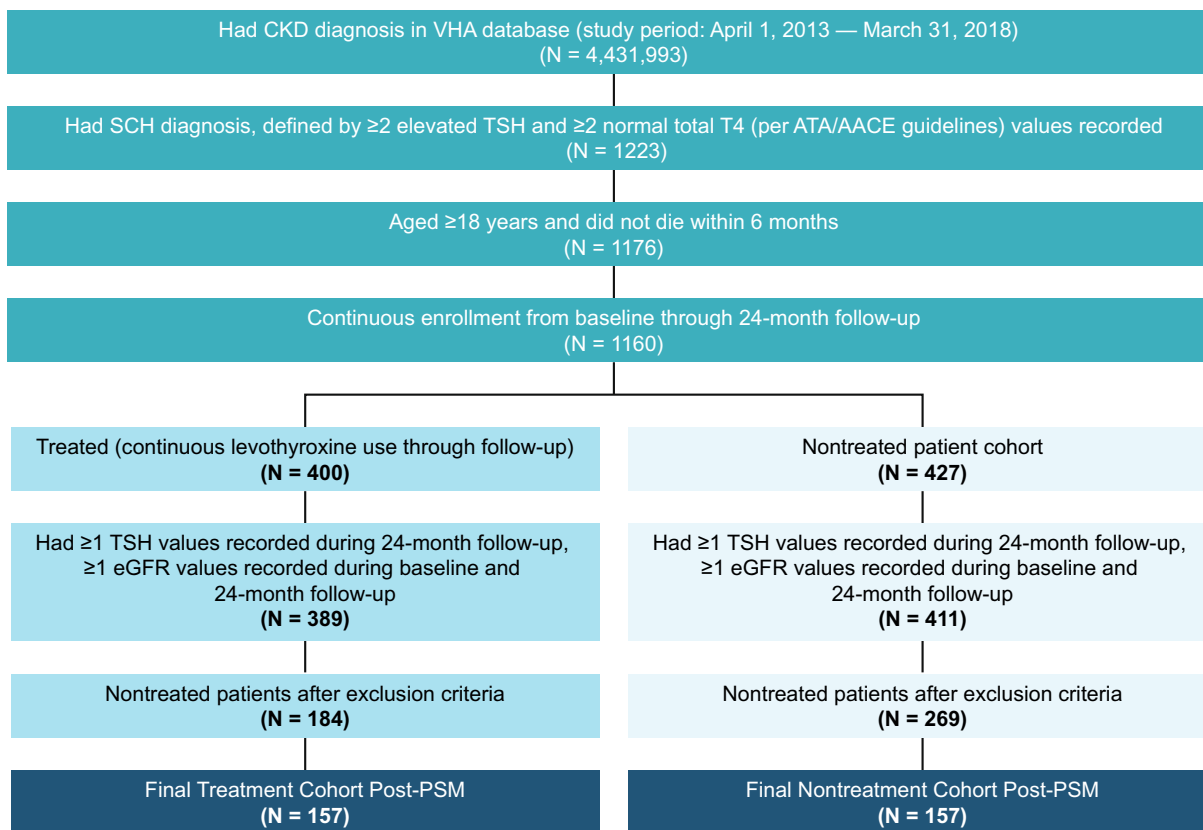 Had CKD diagnosis in VHA database (study period: April 1, 2013 — March 31, 2018)
(N = 4,431,993)
Had SCH diagnosis, defined by ≥2 elevated TSH and ≥2 normal total T4 (per ATA/AACE guidelines) values recorded
(N = 1223)
Aged ≥18 years and did not die within 6 months
(N = 1176)
Continuous enrollment from baseline through 24-month follow-up
(N = 1160)
Treated (continuous levothyroxine use through follow-up)
(N = 400)
Had ≥1 TSH values recorded during 24-month follow-up,
≥1 eGFR values recorded during baseline and
24-month follow-up
(N = 389)
Nontreated patients after exclusion criteria
(N = 184)
Final Treatment Cohort Post-PSM
(N = 157)
Nontreated patient cohort
(N = 427)
Had ≥1 TSH values recorded during 24-month follow-up,
≥1 eGFR values recorded during baseline and
24-month follow-up
(N = 411)
Nontreated patients after exclusion criteria
(N = 269)
Final Nontreatment Cohort Post-PSM
(N = 157)